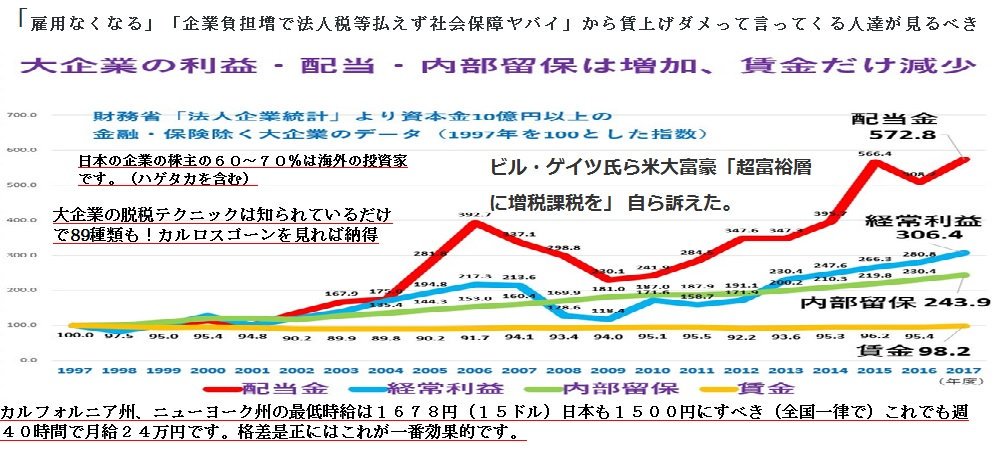 「雇用なくなる」「企業負担増で法人税等払えず社会保障ヤバイ」から賃上げダメって言ってくる人達が見るべき
大企業の利益・配当・内部留保は増加、賃金だけ減少
財務省「法人企業統計」より資本金10億円以上の
金融・保険除く大企業のデータ（1997年を100とした指数）
日本の企業の株主の６０～７０％は海外の投資家
です。（ハゲタカを含む）
大企業の脱税テクニックは知られているだけ
で89種類も！カルロスゴーンを見れば納得
ビル・ゲイツ氏ら米大富豪「超富裕層
に増税課税を」 自ら訴えた。
配当金
572.8
経常利益
306.4
内部留保 243.9
賃金 98.2
700.0
600.0
500.0
400.0
300.0
200.0
100.0
0.0
167.9 392.7 298.8 230.1 347.6 566.4
194.8 217.3 213.6 118.4 158.7 230.4 247.6 266.3 280.8
144.3 153.0 160.4 169.9 181.0 187.0 187.9 191.1 200.2 210.3 219.8 230.4
100.0 97.5 95.0 95.4 94.8 90.2 89.9 89.8 90.2 91.7 94.1 93.4 94.0 95.1 95.5 92.2 93.6 95.3 96.2 95.4
1997 1998 1999 2000 2001 2002 2003 2004 2005 2006 2007 2008 2009 2010 2011 2012 2013 2014 2015 2016 2017
（年度）
配当金 経常利益 内部留保 賃金
カルフォルニア州、ニューヨーク州の最低時給は１６７８円（１５ドル）日本も１５００円にすべき（全国一律で）これでも週
４０時間で月給２４万円です。格差是正にはこれが一番効果的です。